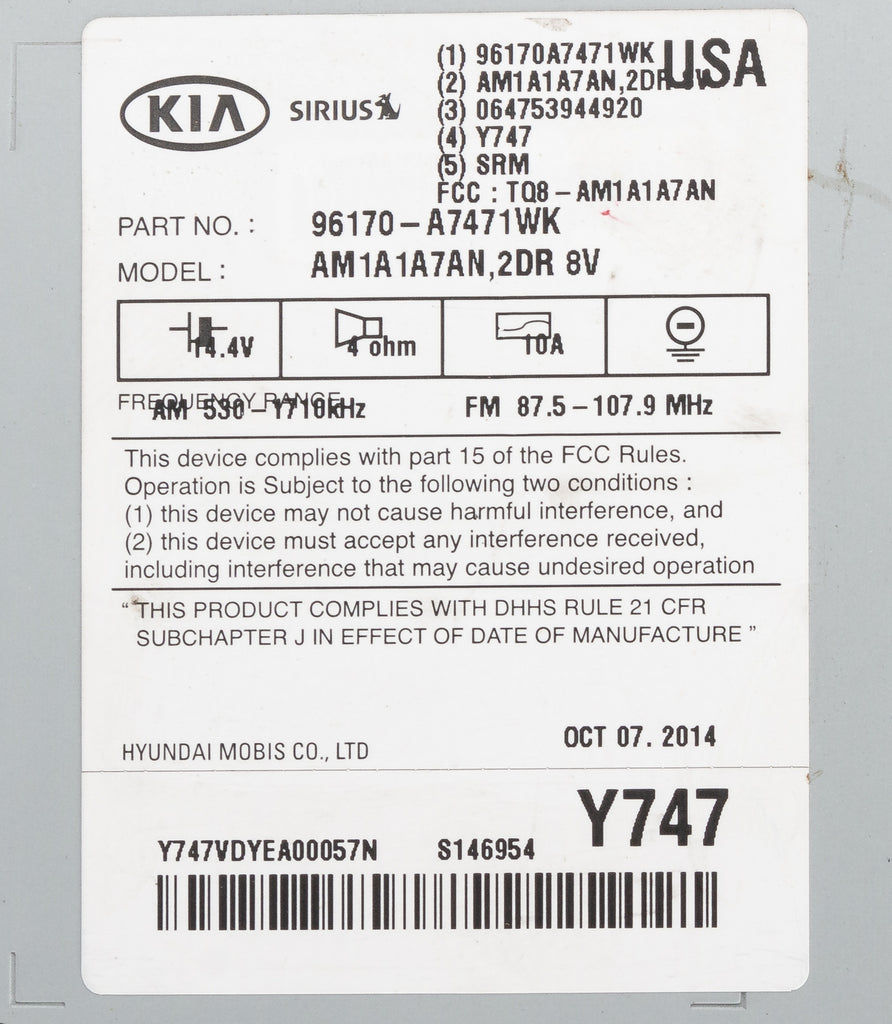 KIA
SIRIUS
(1) 96170A7471WK
USA
(2) AM1A1A7AN,2DR 8V
(3) 064753944920
(4) Y747
(5) SRM
FCC : TQ8-AM1A1A7AN
PART NO. : 96170-A7471WK
MODEL : AM1A1A7AN,2DR 8V
14.4V 4 ohm 10A
FREQUENCY RANGE
AM 530-1710kHz FM 87.5-107.9 MHz
This device complies with part 15 of the FCC Rules.
Operation is Subject to the following two conditions :
(1) this device may not cause harmful interference, and
(2) this device must accept any interference received,
including interference that may cause undesired operation
“ THIS PRODUCT COMPLIES WITH DHHS RULE 21 CFR
SUBCHAPTER J IN EFFECT OF DATE OF MANUFACTURE ”
OCT 07. 2014
HYUNDAI MOBIS CO., LTD
Y747
Y747VDYEA00057N S146954